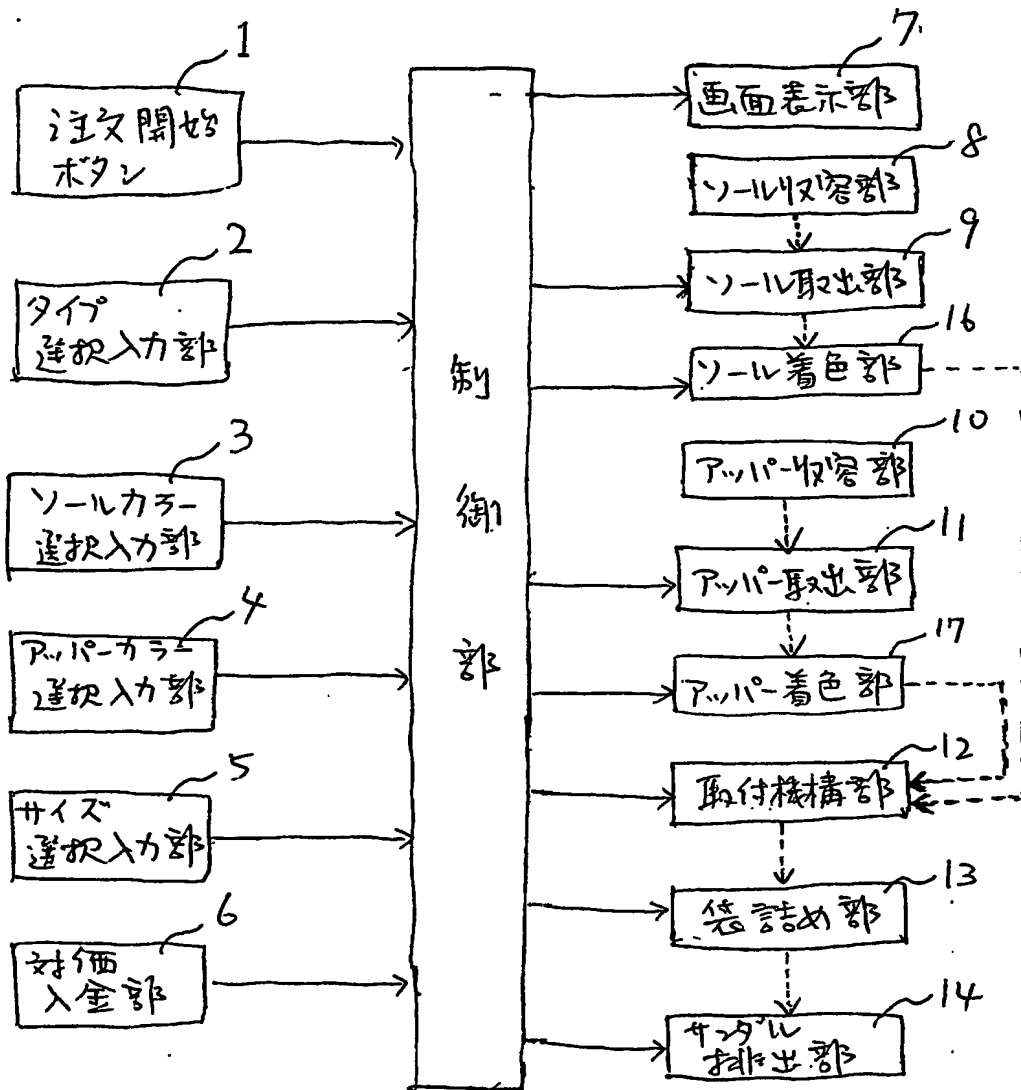 1
注文開始
ボタン
2
タイプ
選択入力部
3
ソールカラー
選択入力部
4
アッパーカラー
選択入力部
5
サイズ
選択入力部
6
対価
入金部
制
御
部
7
画面表示部
8
ソール収容部
9
ソール取出部
16
ソール着色部
10
アッパー収容部
11
アッパー取出部
17
アッパー着色部
12
取付機構部
13
袋詰め部
14
サンダル
排出部